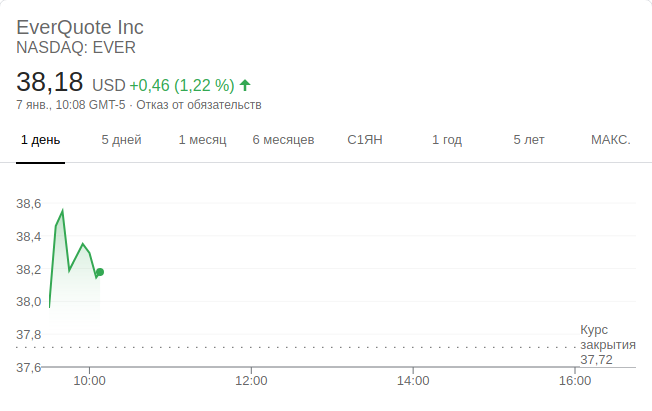 EverQuote Inc
NASDAQ: EVER
38,18 USD +0,46 (1,22 %)
7 янв., 10:08 GMT-5 · Отказ от обязательств
1 день 5 дней 1 месяц 6 месяцев С1ЯН 1 год 5 лет МАКС.
38,6
38,4
38,2
38,0
37,8
Курс
закрытия
37,72
37,6
10:00 12:00 14:00 16:00